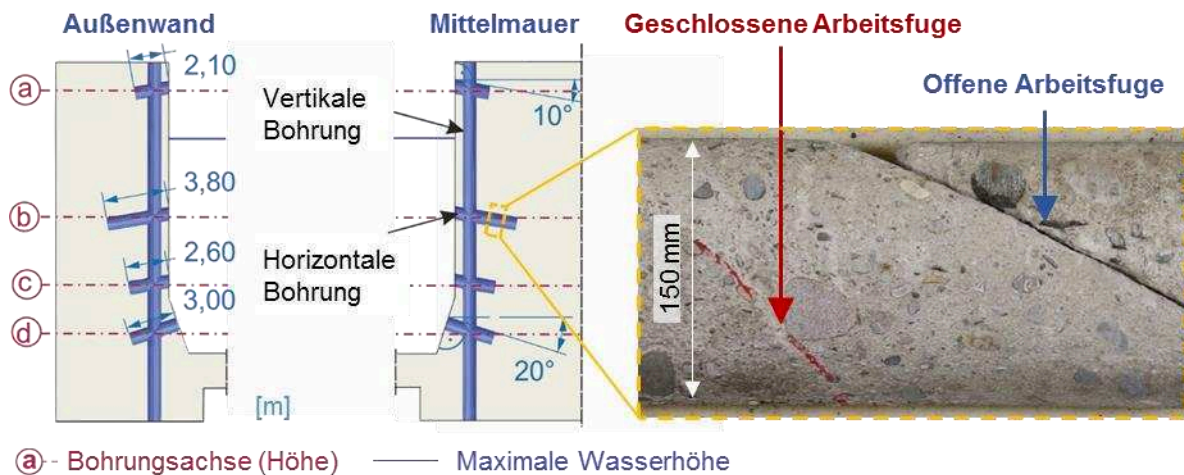 Außenwand
Mittelmauer
Geschlossene Arbeitsfuge
2,10
a
Vertikale
Bohrung
10°
Offene Arbeitsfuge
3,80
b
2,60
Horizontale
Bohrung
c
3,00
d
20°
[m]
150 mm
a Bohrungsachse (Höhe)
Maximale Wasserhöhe